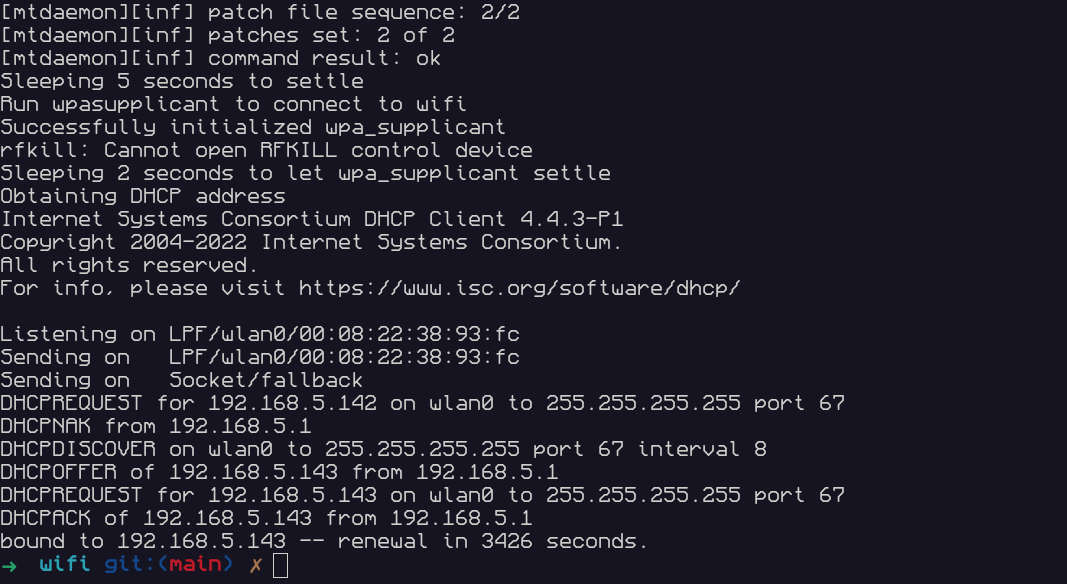 [mtdaemon][inf] patch file sequence: 2/2
[mtdaemon][inf] patches set: 2 of 2
[mtdaemon][inf] command result: ok
Sleeping 5 seconds to settle
Run wpasupplicant to connect to wifi
Successfully initialized wpa_supplicant
rfkill: Cannot open RFKILL control device
Sleeping 2 seconds to let wpa_supplicant settle
Obtaining DHCP address
Internet Systems Consortium DHCP Client 4.4.3-P1
Copyright 2004-2022 Internet Systems Consortium.
All rights reserved.
For info, please visit https://www.isc.org/software/dhcp/

Listening on LPF/wlan0/00:08:22:38:93:fc
Sending on   LPF/wlan0/00:08:22:38:93:fc
Sending on   Socket/fallback
DHCPREQUEST for 192.168.5.142 on wlan0 to 255.255.255.255 port 67
DHCPNAK from 192.168.5.1
DHCPDISCOVER on wlan0 to 255.255.255.255 port 67 interval 8
DHCPOFFER of 192.168.5.143 from 192.168.5.1
DHCPREQUEST for 192.168.5.143 on wlan0 to 255.255.255.255 port 67
DHCPACK of 192.168.5.143 from 192.168.5.1
bound to 192.168.5.143 -- renewal in 3426 seconds.
→  wifi git:(main) ✗